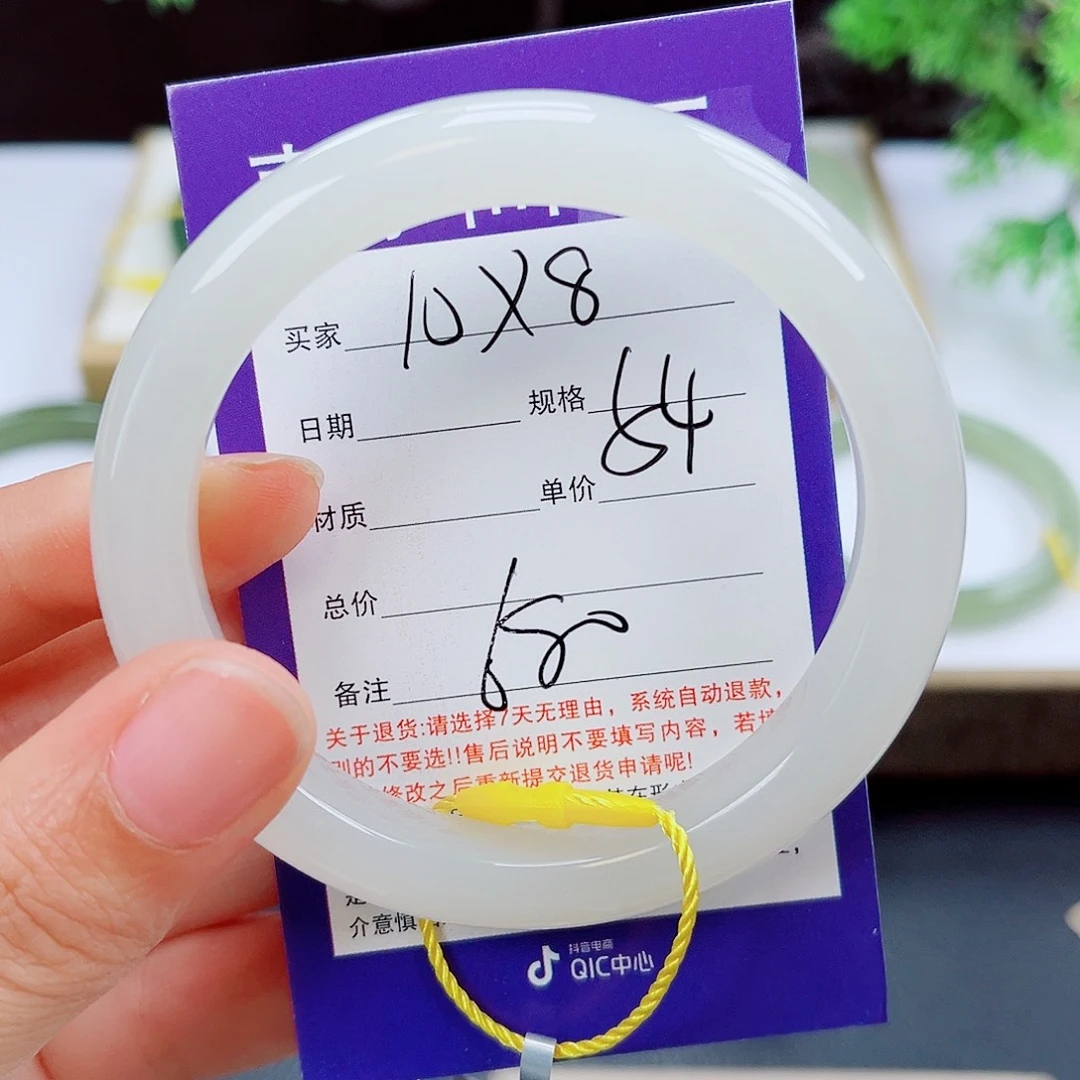 买家 10X8
日期 规格 64
材质 单价
总价 650
备注
关于退货:请选择7天无理由，系统自动退款，
别的不要选!!售后说明不要填写内容，若填
修改之后重新提交退货申请呢!
介意慎
抖音电商
QIC中心